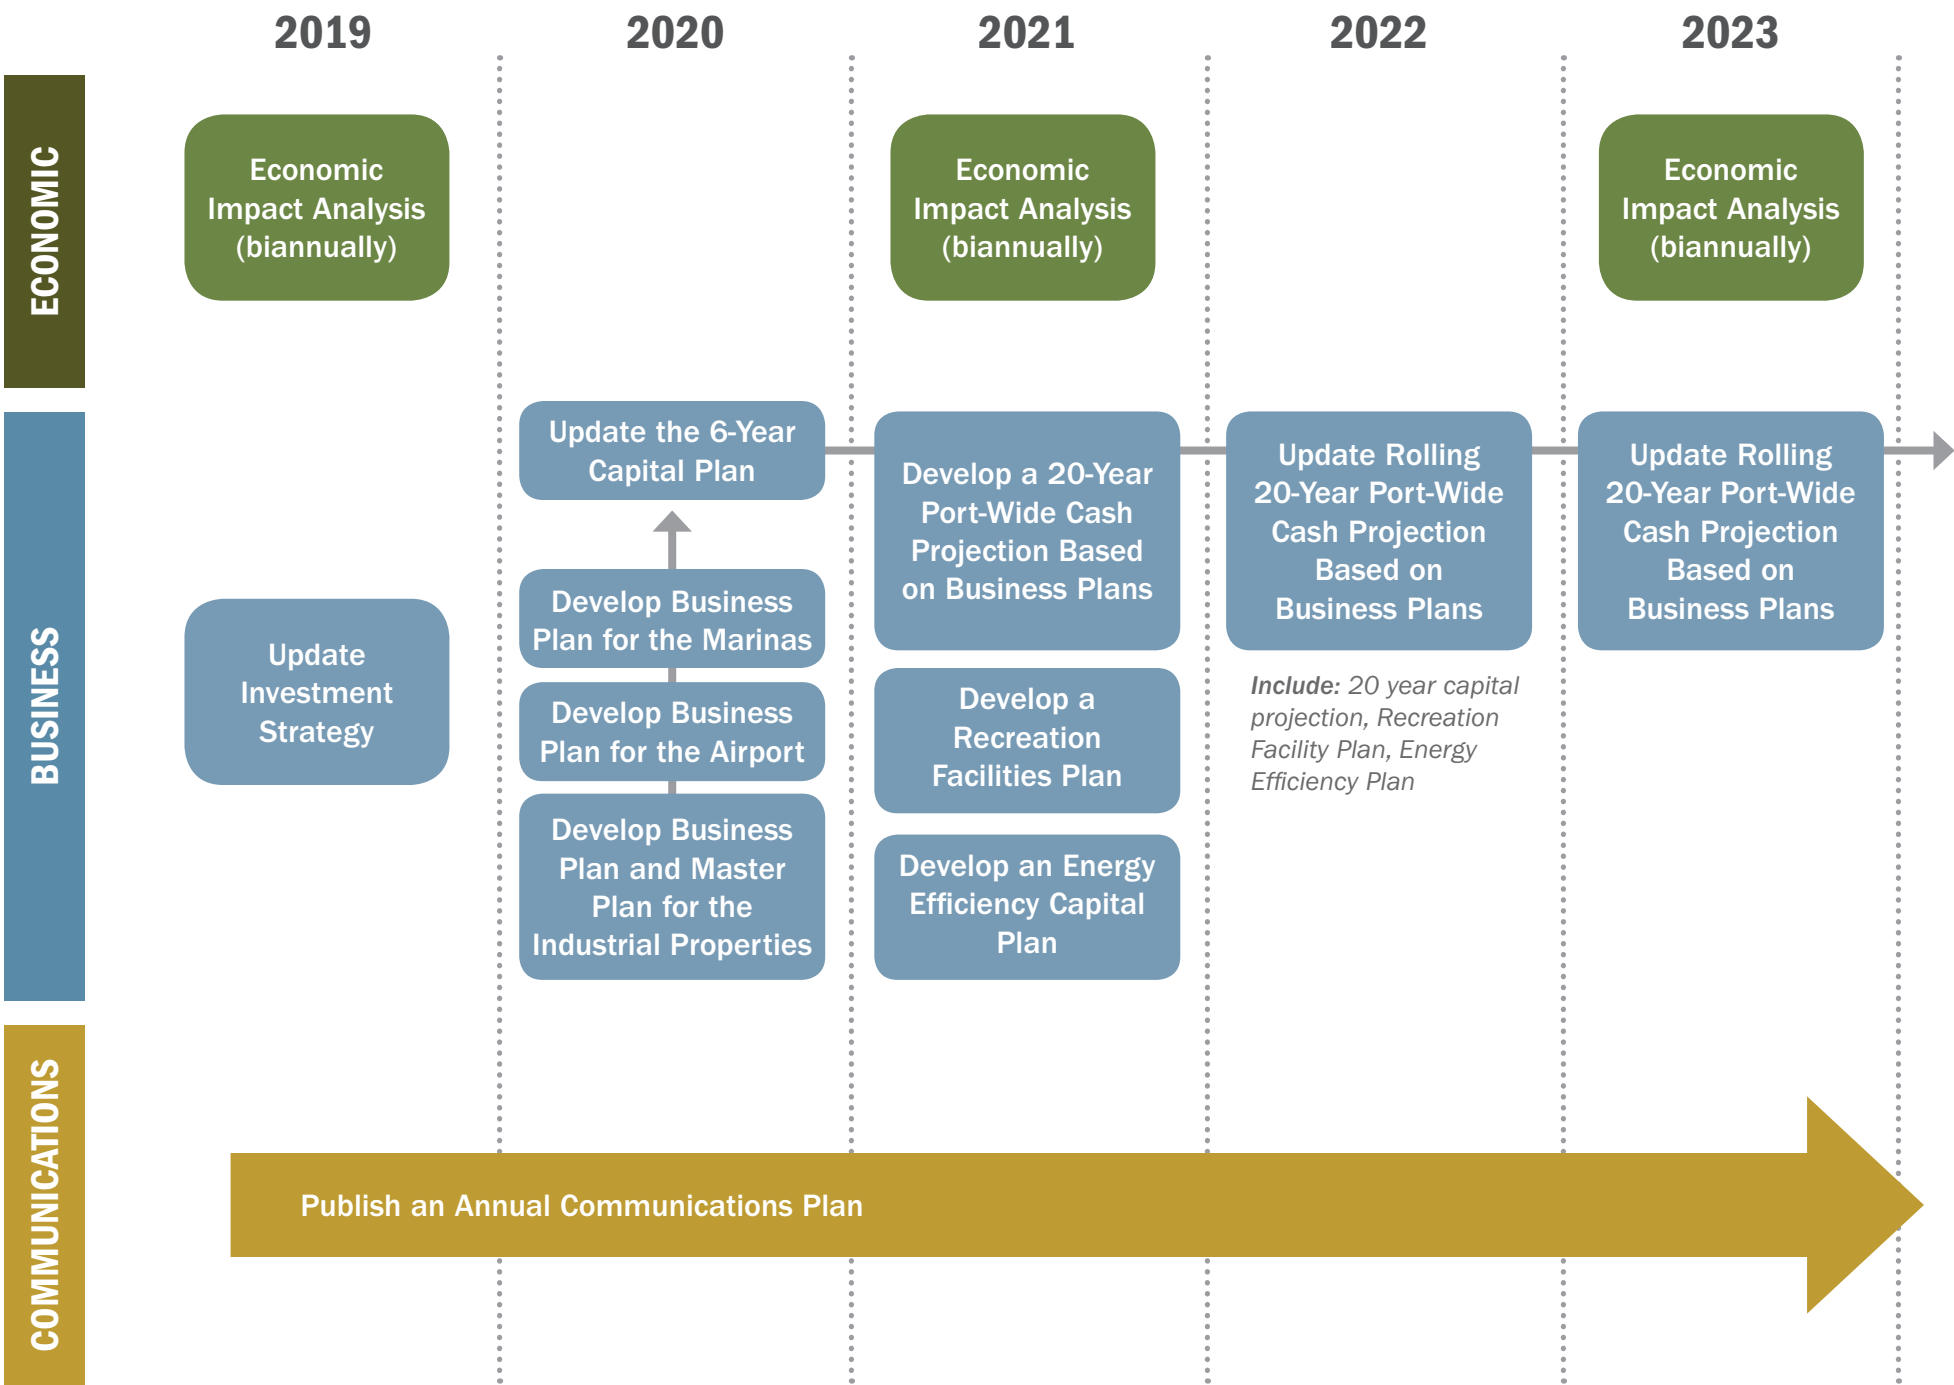 2019
2020
2021
2022
2023
ECONOMIC
Economic
Impact Analysis
(biannually)
Economic
Impact Analysis
(biannually)
Economic
Impact Analysis
(biannually)
BUSINESS
Update
Investment
Strategy
Update the 6-Year
Capital Plan
Develop Business
Plan for the Marinas
Develop Business
Plan for the Airport
Develop Business
Plan and Master
Plan for the
Industrial Properties
Develop a 20-Year
Port-Wide Cash
Projection Based
on Business Plans
Develop a
Recreation
Facilities Plan
Develop an Energy
Efficiency Capital
Plan
Update Rolling
20-Year Port-Wide
Cash Projection
Based on
Business Plans
Include: 20 year capital
projection, Recreation
Facility Plan, Energy
Efficiency Plan
Update Rolling
20-Year Port-Wide
Cash Projection
Based on
Business Plans
COMMUNICATIONS
Publish an Annual Communications Plan